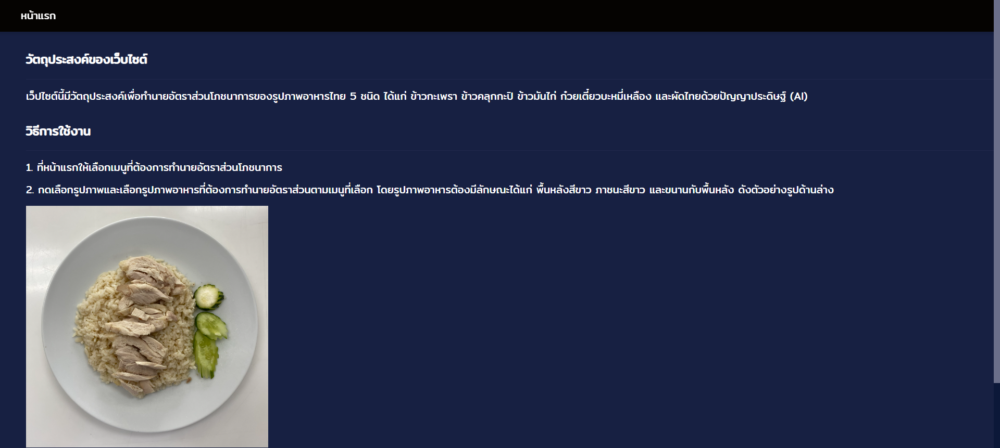 หน้าแรก
วัตถุประสงค์ของเว็บไซต์
เว็ปไซต์นี้มีวัตถุประสงค์เพื่อทำนายอัตราส่วนโภชนาการของรูปภาพอาหารไทย 5 ชนิด ได้แก่ ข้าวกะเพรา ข้าวคลุกกะปิ ข้าวมันไก่ ก๋วยเตี๋ยวบะหมี่เหลือง และผัดไทยด้วยปัญญาประดิษฐ์ (AI)
วิธีการใช้งาน
1. ที่หน้าแรกให้เลือกเมนูที่ต้องการทำนายอัตราส่วนโภชนาการ
2. กดเลือกรูปภาพและเลือกรูปภาพอาหารที่ต้องการทำนายอัตราส่วนตามเมนูที่เลือก โดยรูปภาพอาหารต้องมีลักษณะได้แก่ พื้นหลังสีขาว ภาชนะสีขาว และขนานกับพื้นหลัง ดังตัวอย่างรูปด้านล่าง